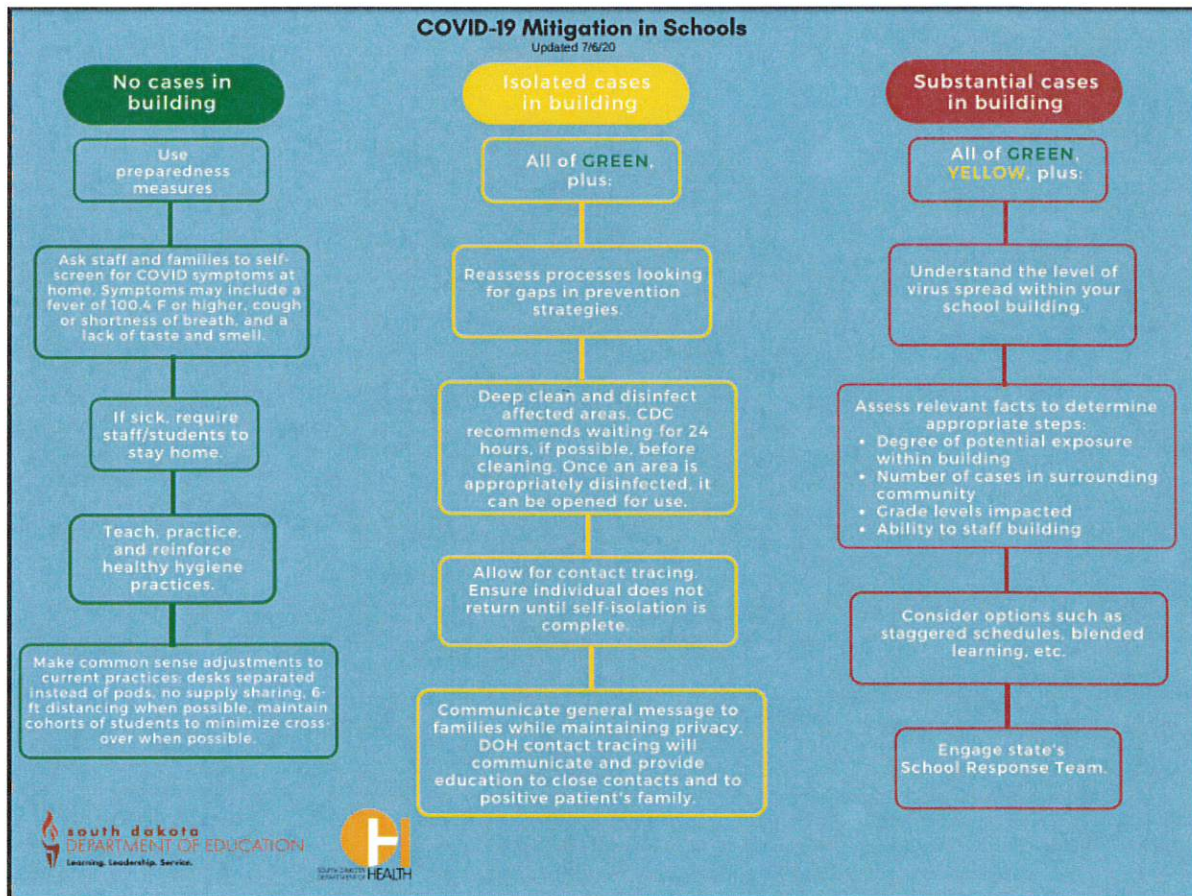 COVID-19 Mitigation in Schools
Updated 7/6/20
No cases in
building
Use
preparedness
measures
Ask staff and families to self-
screen for COVID symptoms at
home. Symptoms may include a
fever of 100.4 F or higher, cough
or shortness of breath, and a
lack of taste and smell.
If sick, require
staff/students to
stay home.
Teach, practice,
and reinforce
healthy hygiene
practices.
Make common sense adjustments to
current practices: desks separated
instead of pods, no supply sharing, 6-
ft distancing when possible, maintain
cohorts of students to minimize cross-
over when possible.
Isolated cases
in building
All of GREEN,
plus:
Reassess processes looking
for gaps in prevention
strategies.
Deep clean and disinfect
affected areas. CDC
recommends waiting for 24
hours, if possible, before
cleaning. Once an area is
appropriately disinfected, it
can be opened for use.
Allow for contact tracing.
Ensure individual does not
return until self-isolation is
complete.
Communicate general message to
families while maintaining privacy.
DOH contact tracing will
communicate and provide
education to close contacts and to
positive patient's family.
Substantial cases
in building
All of GREEN,
YELLOW, plus:
Understand the level of
virus spread within your
school building.
Assess relevant facts to determine
appropriate steps:
• Degree of potential exposure
within building
• Number of cases in surrounding
community
• Grade levels impacted
• Ability to staff building
Consider options such as
staggered schedules, blended
learning, etc.
Engage state's
School Response Team.
south dakota
DEPARTMENT OF EDUCATION
Learning. Leadership. Service.
SOUTH DAKOTA
DEPARTMENT OF HEALTH